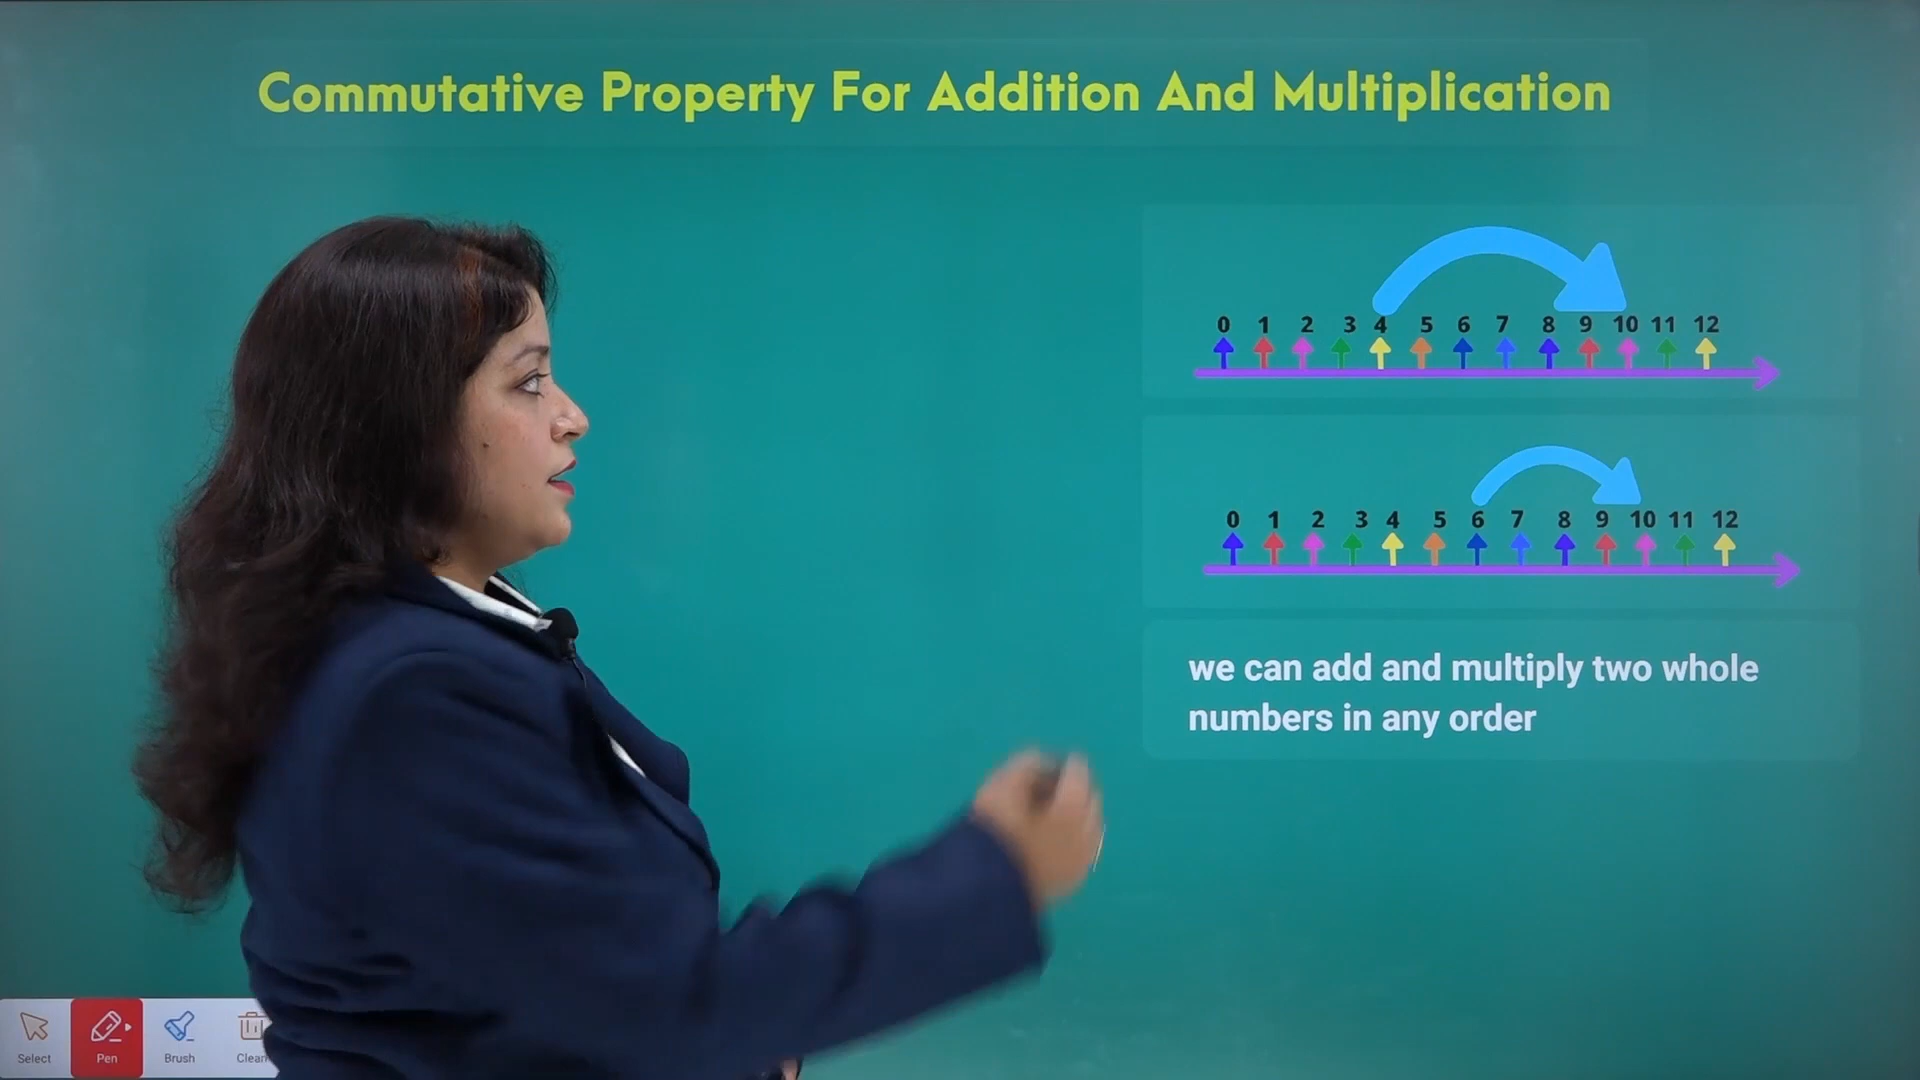 Commutative Property For Addition And Multiplication
0 1 2 3 4 5 6 7 8 9 10 11 12
0 1 2 3 4 5 6 7 8 9 10 11 12
we can add and multiply two whole
numbers in any order
Select Pen Brush Clean